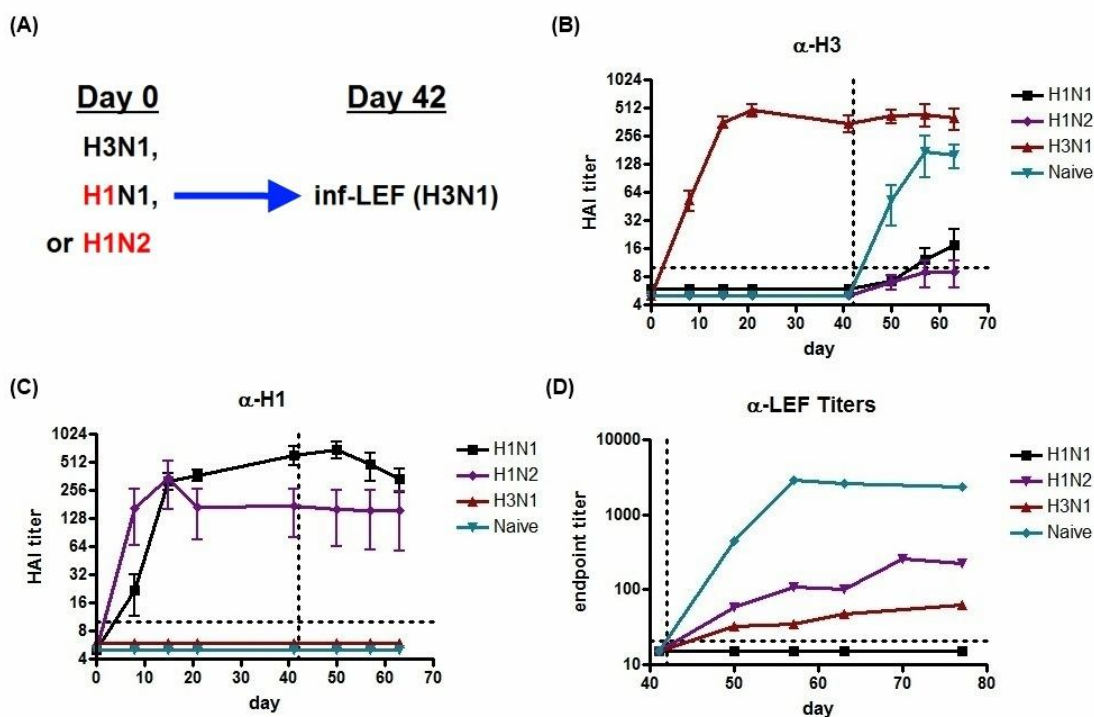 (A)
Day 0 Day 42
H3N1,
H1N1, inf-LEF (H3N1)
or H1N2
(B)
α-H3
HAI titer
1024
512
256
128
64
32
16
8
4
0 10 20 30 40 50 60 70
day
H1N1
H1N2
H3N1
Naive
(C)
α-H1
HAI titer
1024
512
256
128
64
32
16
8
4
0 10 20 30 40 50 60 70
day
H1N1
H1N2
H3N1
Naive
(D)
α-LEF Titers
endpoint titer
10000
1000
100
10
40 50 60 70 80
day
H1N1
H1N2
H3N1
Naive